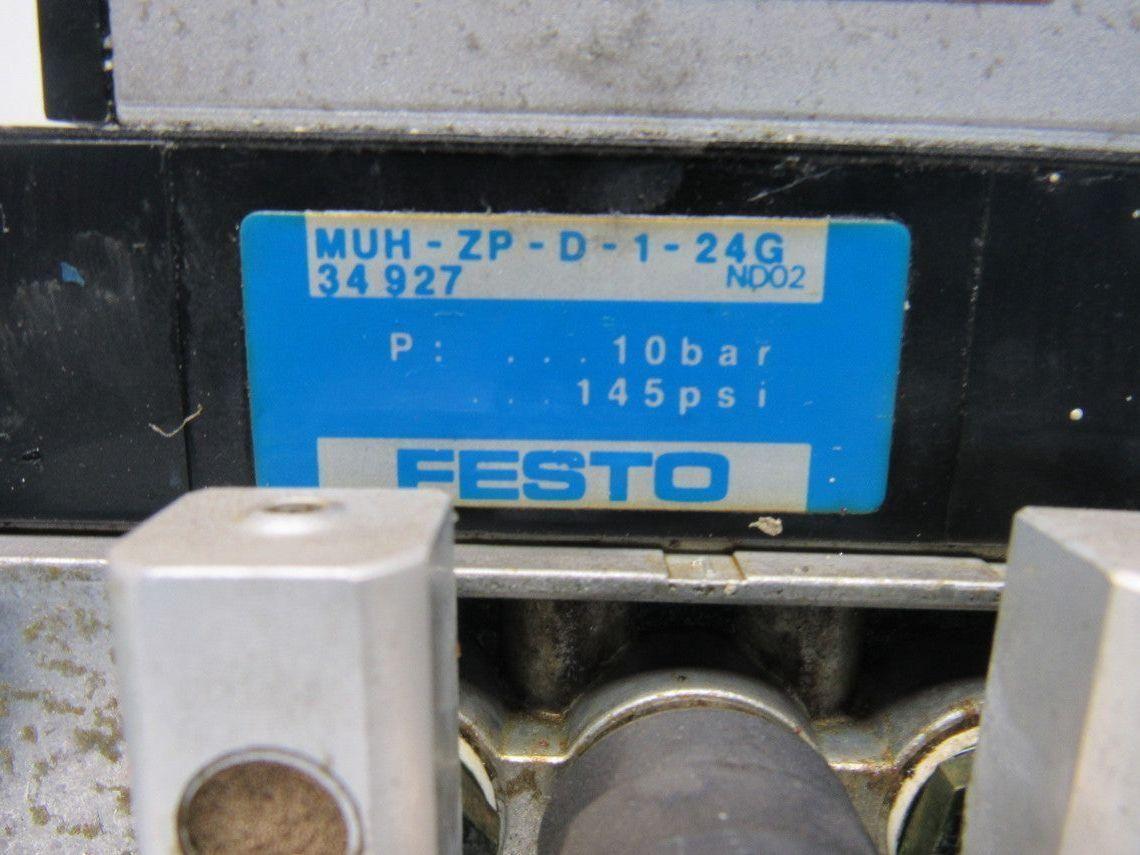 MUH-ZP-D-1-24G
34 927 ND02
P: ...10bar
...145psi
FESTO